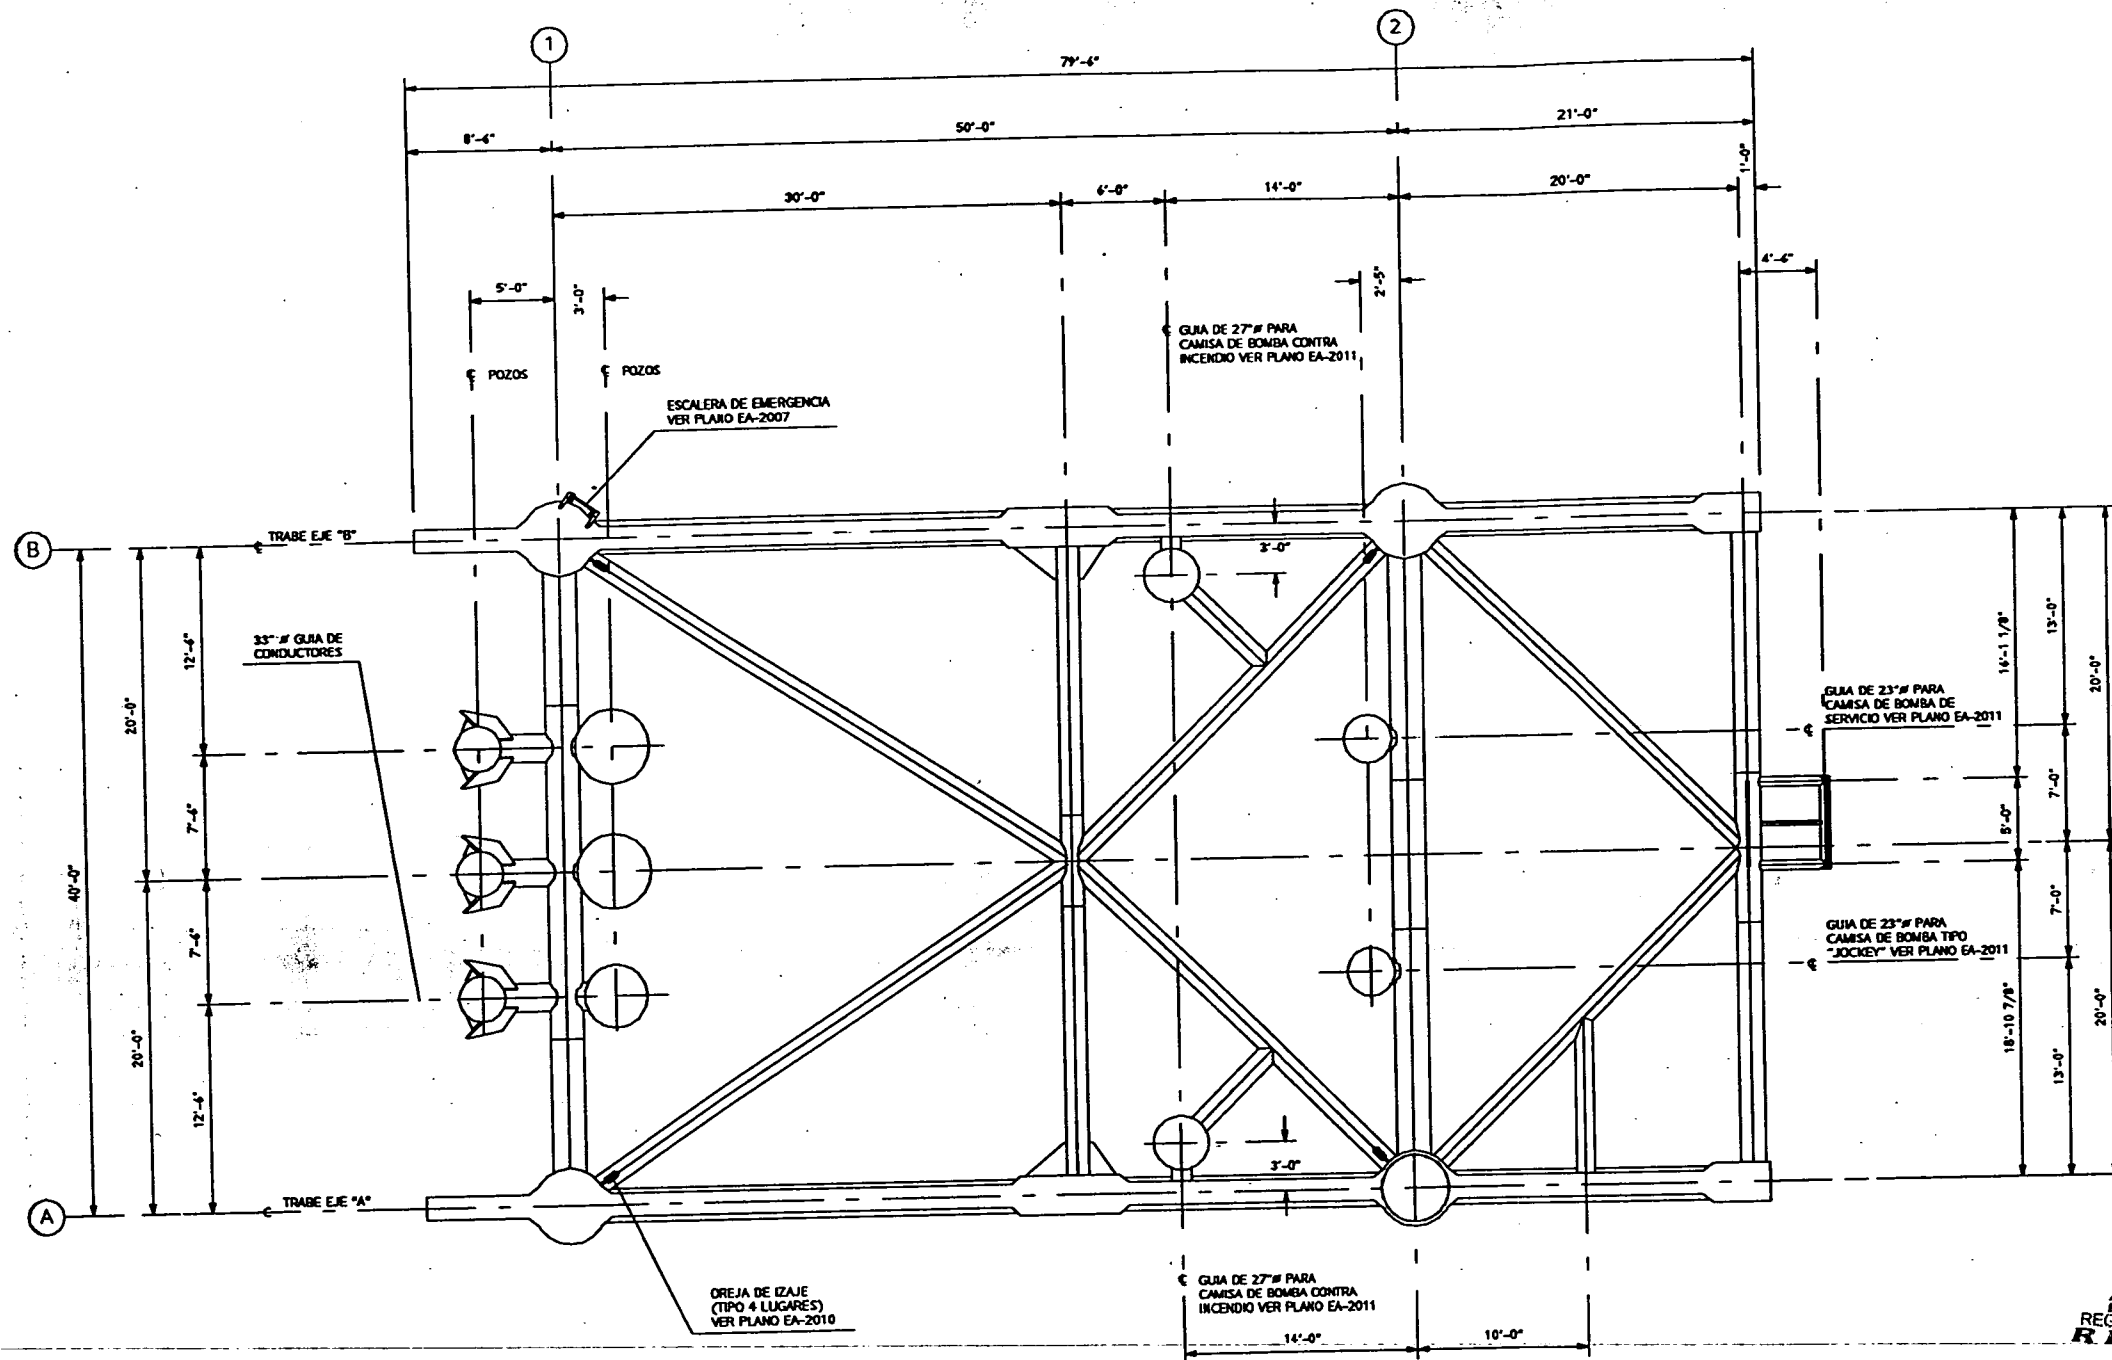 1
2
79'-6"
8'-6"
50'-0"
21'-0"
1'-0"
30'-0"
6'-0"
14'-0"
20'-0"
5'-0"
3'-0"
2'-5"
4'-6"
℄ POZOS
℄ POZOS
℄ GUIA DE 27"ø PARA
CAMISA DE BOMBA CONTRA
INCENDIO VER PLANO EA-2011
ESCALERA DE EMERGENCIA
VER PLANO EA-2007
B
℄ TRABE EJE "B"
3'-0"
33"ø GUIA DE
CONDUCTORES
12'-6"
20'-0"
7'-6"
40'-0"
7'-6"
20'-0"
12'-6"
16'-1 1/8"
13'-0"
20'-0"
GUIA DE 23"ø PARA
CAMISA DE BOMBA DE
SERVICIO VER PLANO EA-2011
℄
7'-0"
5'-0"
7'-0"
GUIA DE 23"ø PARA
CAMISA DE BOMBA TIPO
"JOCKEY" VER PLANO EA-2011
℄
18'-10 7/8"
13'-0"
20'-0"
A
℄ TRABE EJE "A"
3'-0"
OREJA DE IZAJE
(TIPO 4 LUGARES)
VER PLANO EA-2010
℄ GUIA DE 27"ø PARA
CAMISA DE BOMBA CONTRA
INCENDIO VER PLANO EA-2011
14'-0"
10'-0"